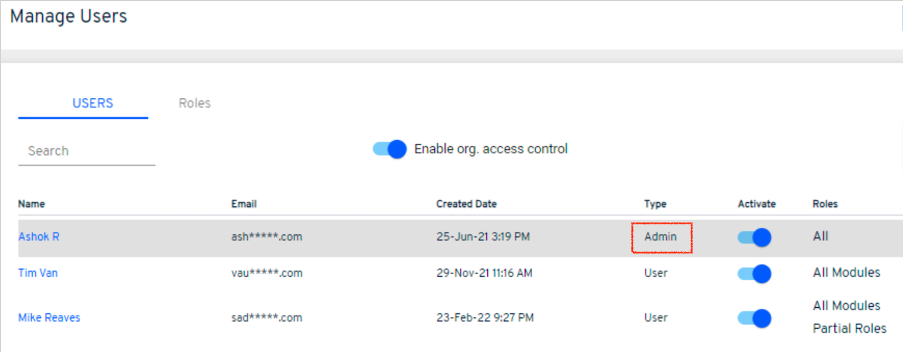 Manage Users
USERS Roles
Search Enable org. access control
Name Email Created Date Type Activate Roles
Ashok R ash*****.com 25-Jun-21 3:19 PM Admin All
Tim Van vau*****.com 29-Nov-21 11:16 AM User All Modules
Mike Reaves sad*****.com 23-Feb-22 9:27 PM User All Modules
Partial Roles